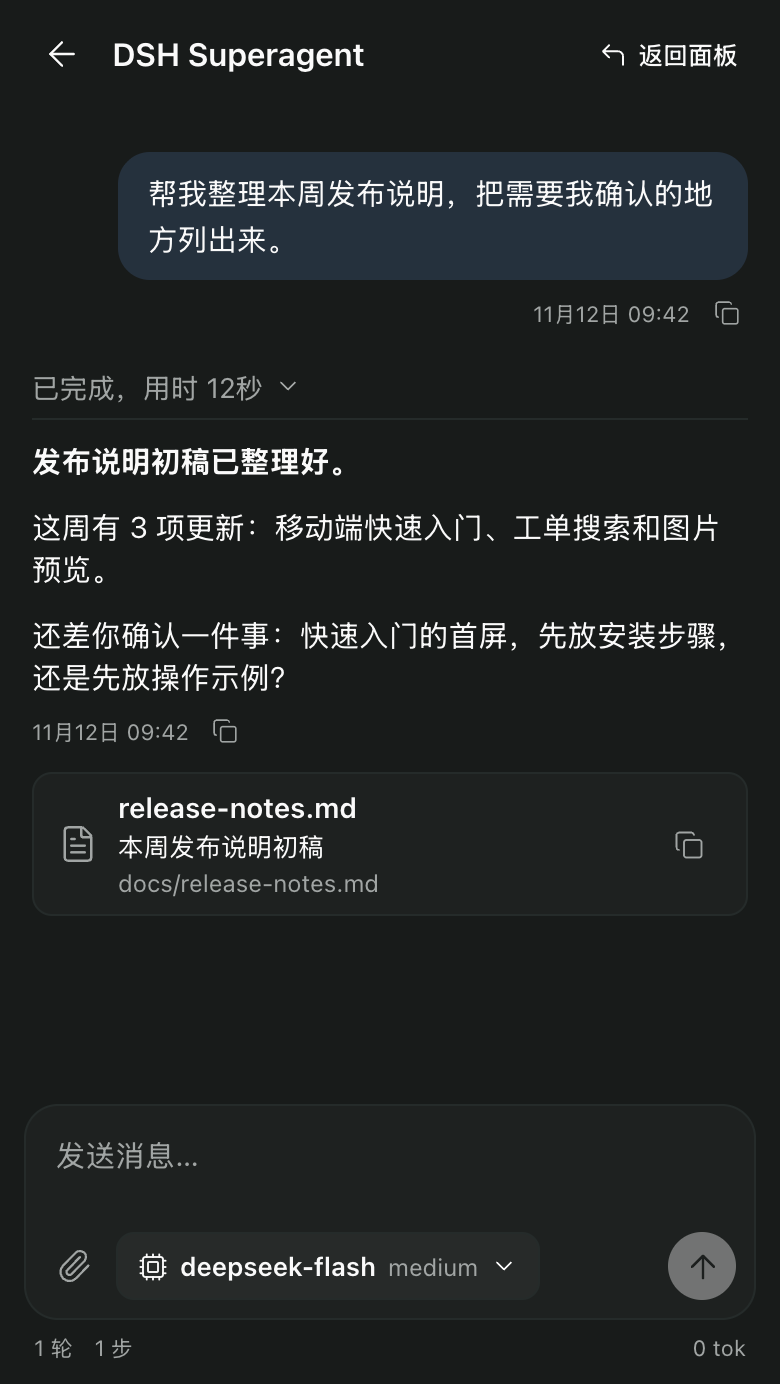 DSH Superagent
返回面板
帮我整理本周发布说明，把需要我确认的地
方列出来。
11月12日 09:42
已完成，用时 12秒
发布说明初稿已整理好。
这周有 3 项更新：移动端快速入门、工单搜索和图片
预览。
还差你确认一件事：快速入门的首屏，先放安装步骤，
还是先放操作示例？
11月12日 09:42
release-notes.md
本周发布说明初稿
docs/release-notes.md
发送消息...
deepseek-flash medium
1 轮 1 步
0 tok